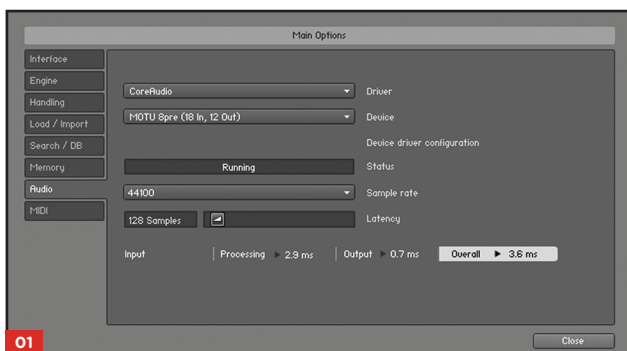 Main Options
Interface
Engine
Handling
Load / Import
Search / DB
Memory
Audio
MIDI
CoreAudio Driver
MOTU 8pre (18 In, 12 Out) Device
Device driver configuration
Running Status
44100 Sample rate
128 Samples Latency
Input Processing ▶ 2.9 ms Output ▶ 0.7 ms Overall ▶ 3.6 ms
01
Close